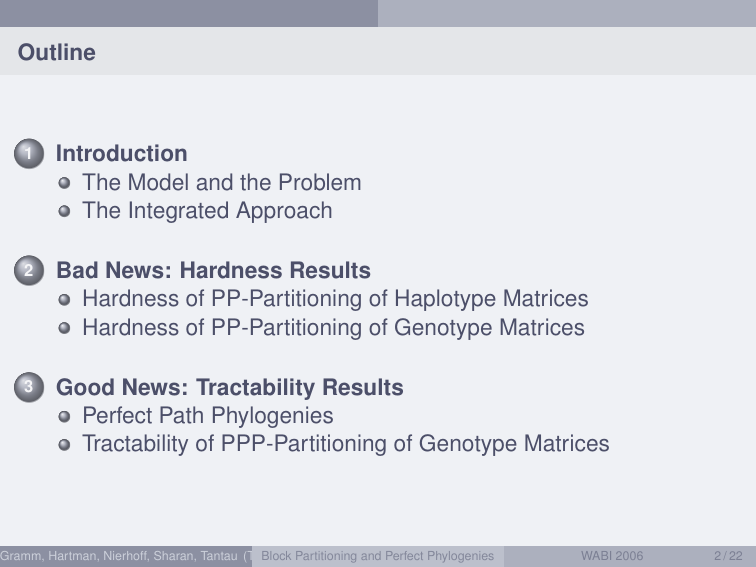 Outline
1 Introduction
The Model and the Problem
The Integrated Approach
2 Bad News: Hardness Results
Hardness of PP-Partitioning of Haplotype Matrices
Hardness of PP-Partitioning of Genotype Matrices
3 Good News: Tractability Results
Perfect Path Phylogenies
Tractability of PPP-Partitioning of Genotype Matrices
Gramm, Hartman, Nierhoff, Sharan, Tantau (T Block Partitioning and Perfect Phylogenies WABI 2006 2 / 22